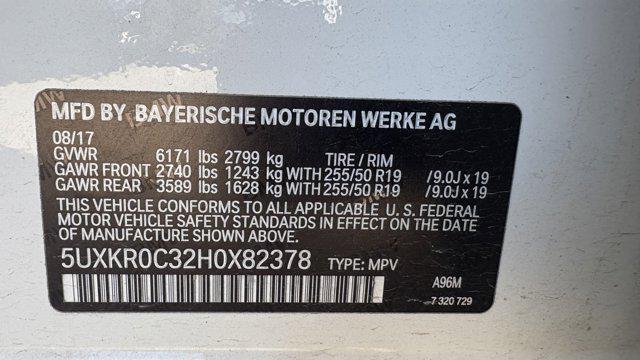 MFD BY BAYERISCHE MOTOREN WERKE AG
08/17
GVWR 6171 lbs 2799 kg TIRE / RIM
GAWR FRONT 2740 lbs 1243 kg WITH 255/50 R19 /9.0J x 19
GAWR REAR 3589 lbs 1628 kg WITH 255/50 R19 /9.0J x 19
THIS VEHICLE CONFORMS TO ALL APPLICABLE U. S. FEDERAL
MOTOR VEHICLE SAFETY STANDARDS IN EFFECT ON THE DATE
OF MANUFACTURE SHOWN ABOVE.
5UXKR0C32H0X82378 TYPE: MPV
A96M
7 320 729